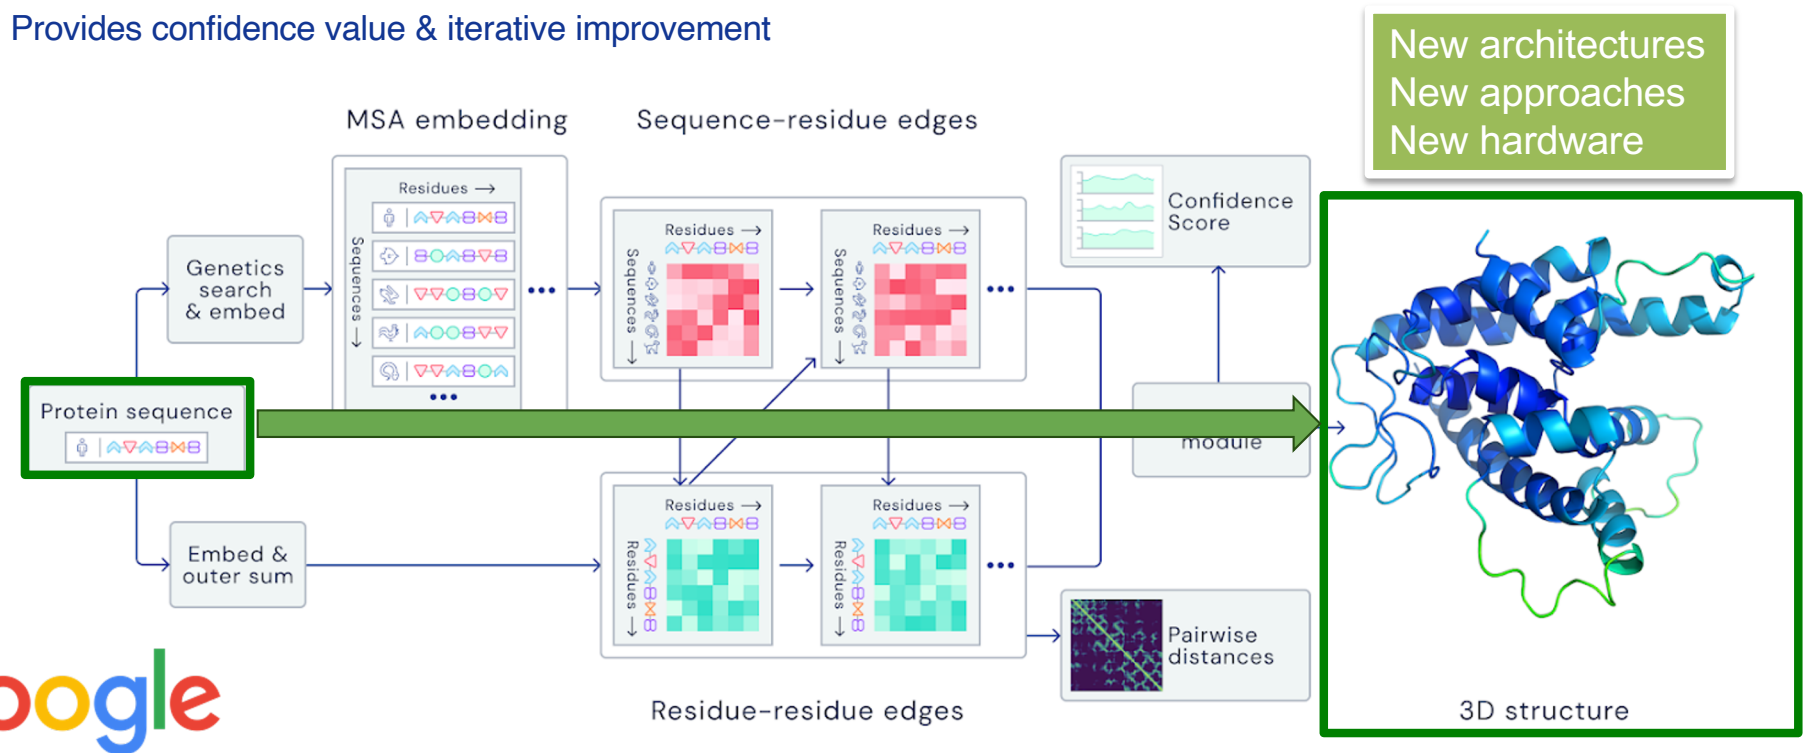 Provides confidence value & iterative improvement
New architectures
New approaches
New hardware
MSA embedding
Sequence-residue edges
Residues →
Sequences →
Genetics
search
& embed
Protein sequence
Embed &
outer sum
Residues →
Sequences →
Residues →
Sequences →
Confidence
Score
module
Residues →
Residues →
Residues →
Residues →
Pairwise
distances
Residue-residue edges
3D structure
oogle